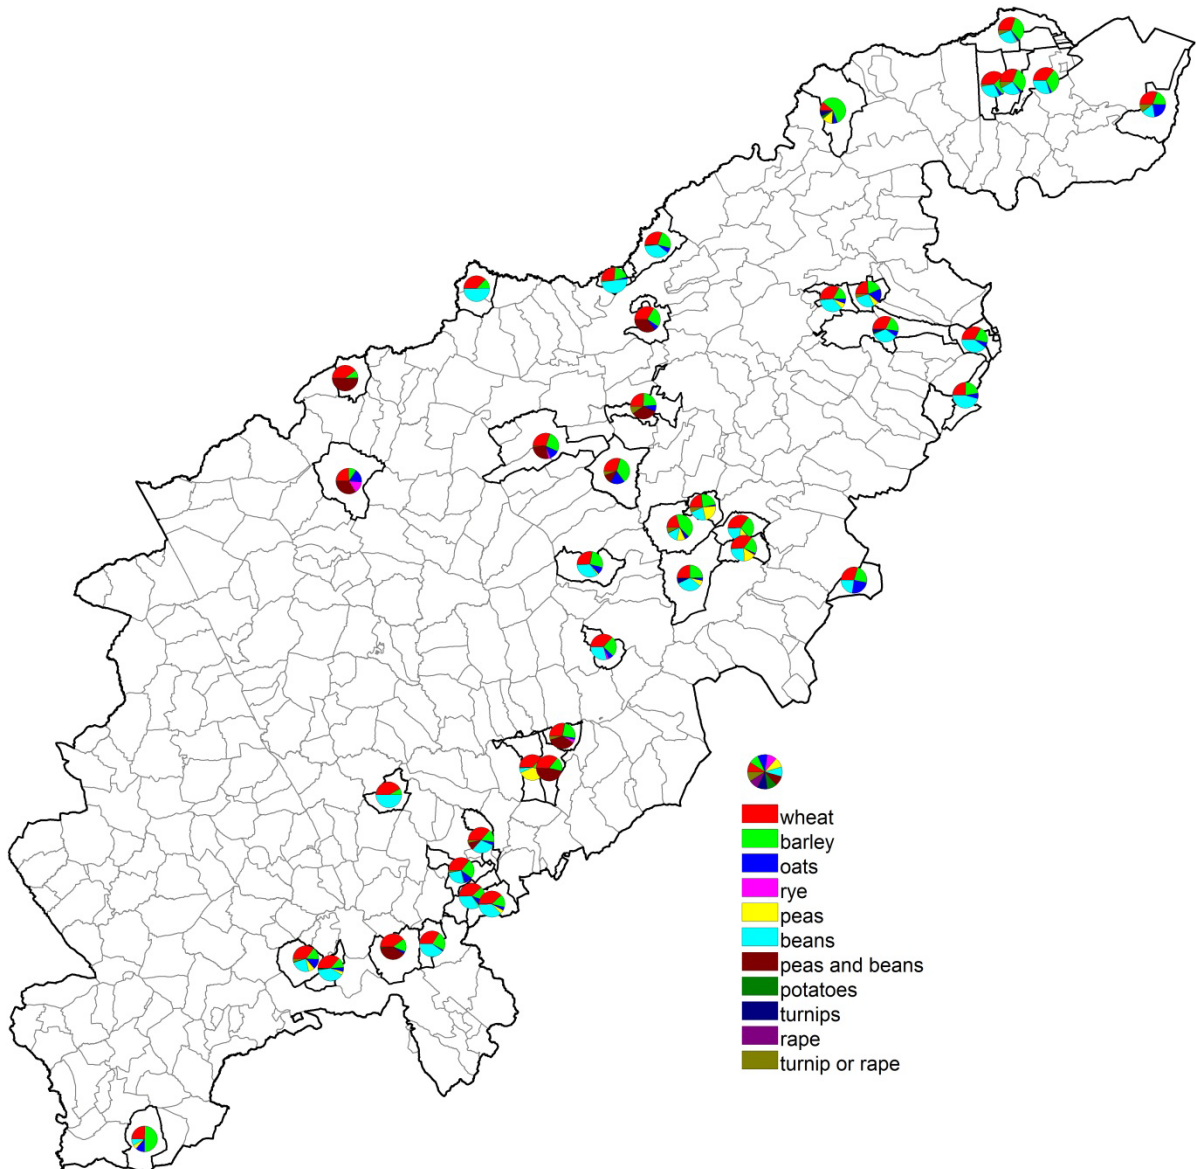 wheat
barley
oats
rye
peas
beans
peas and beans
potatoes
turnips
rape
turnip or rape